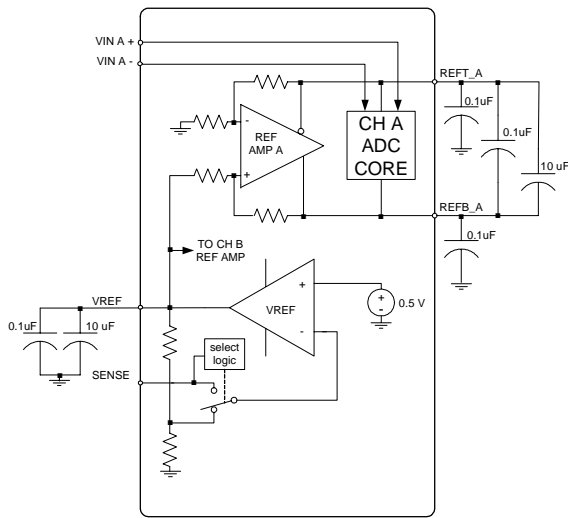 VIN A +
VIN A -
REFT_A
0.1uF
0.1uF
10 uF
-
REF
AMP A
+
CH A
ADC
CORE
REFB_A
0.1uF
TO CH B
REF AMP
VREF
0.1uF
10 uF
+
VREF
-
+
-
0.5 V
select
logic
SENSE